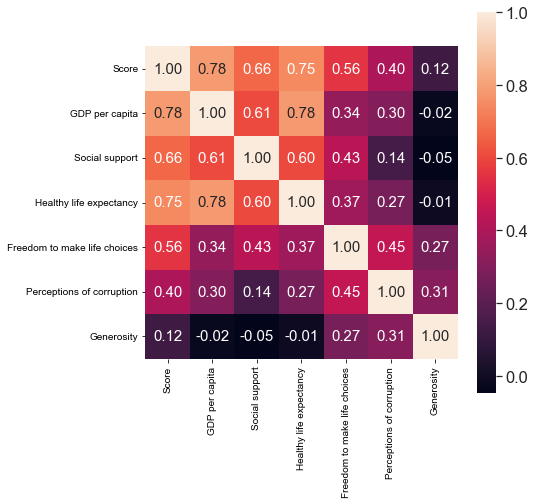 1.0
Score 1.00 0.78 0.66 0.75 0.56 0.40 0.12
0.8
GDP per capita 0.78 1.00 0.61 0.78 0.34 0.30 -0.02
Social support 0.66 0.61 1.00 0.60 0.43 0.14 -0.05
0.6
Healthy life expectancy 0.75 0.78 0.60 1.00 0.37 0.27 -0.01
0.4
Freedom to make life choices 0.56 0.34 0.43 0.37 1.00 0.45 0.27
Perceptions of corruption 0.40 0.30 0.14 0.27 0.45 1.00 0.31
0.2
Generosity 0.12 -0.02 -0.05 -0.01 0.27 0.31 1.00
0.0
Score
GDP per capita
Social support
Healthy life expectancy
Freedom to make life choices
Perceptions of corruption
Generosity